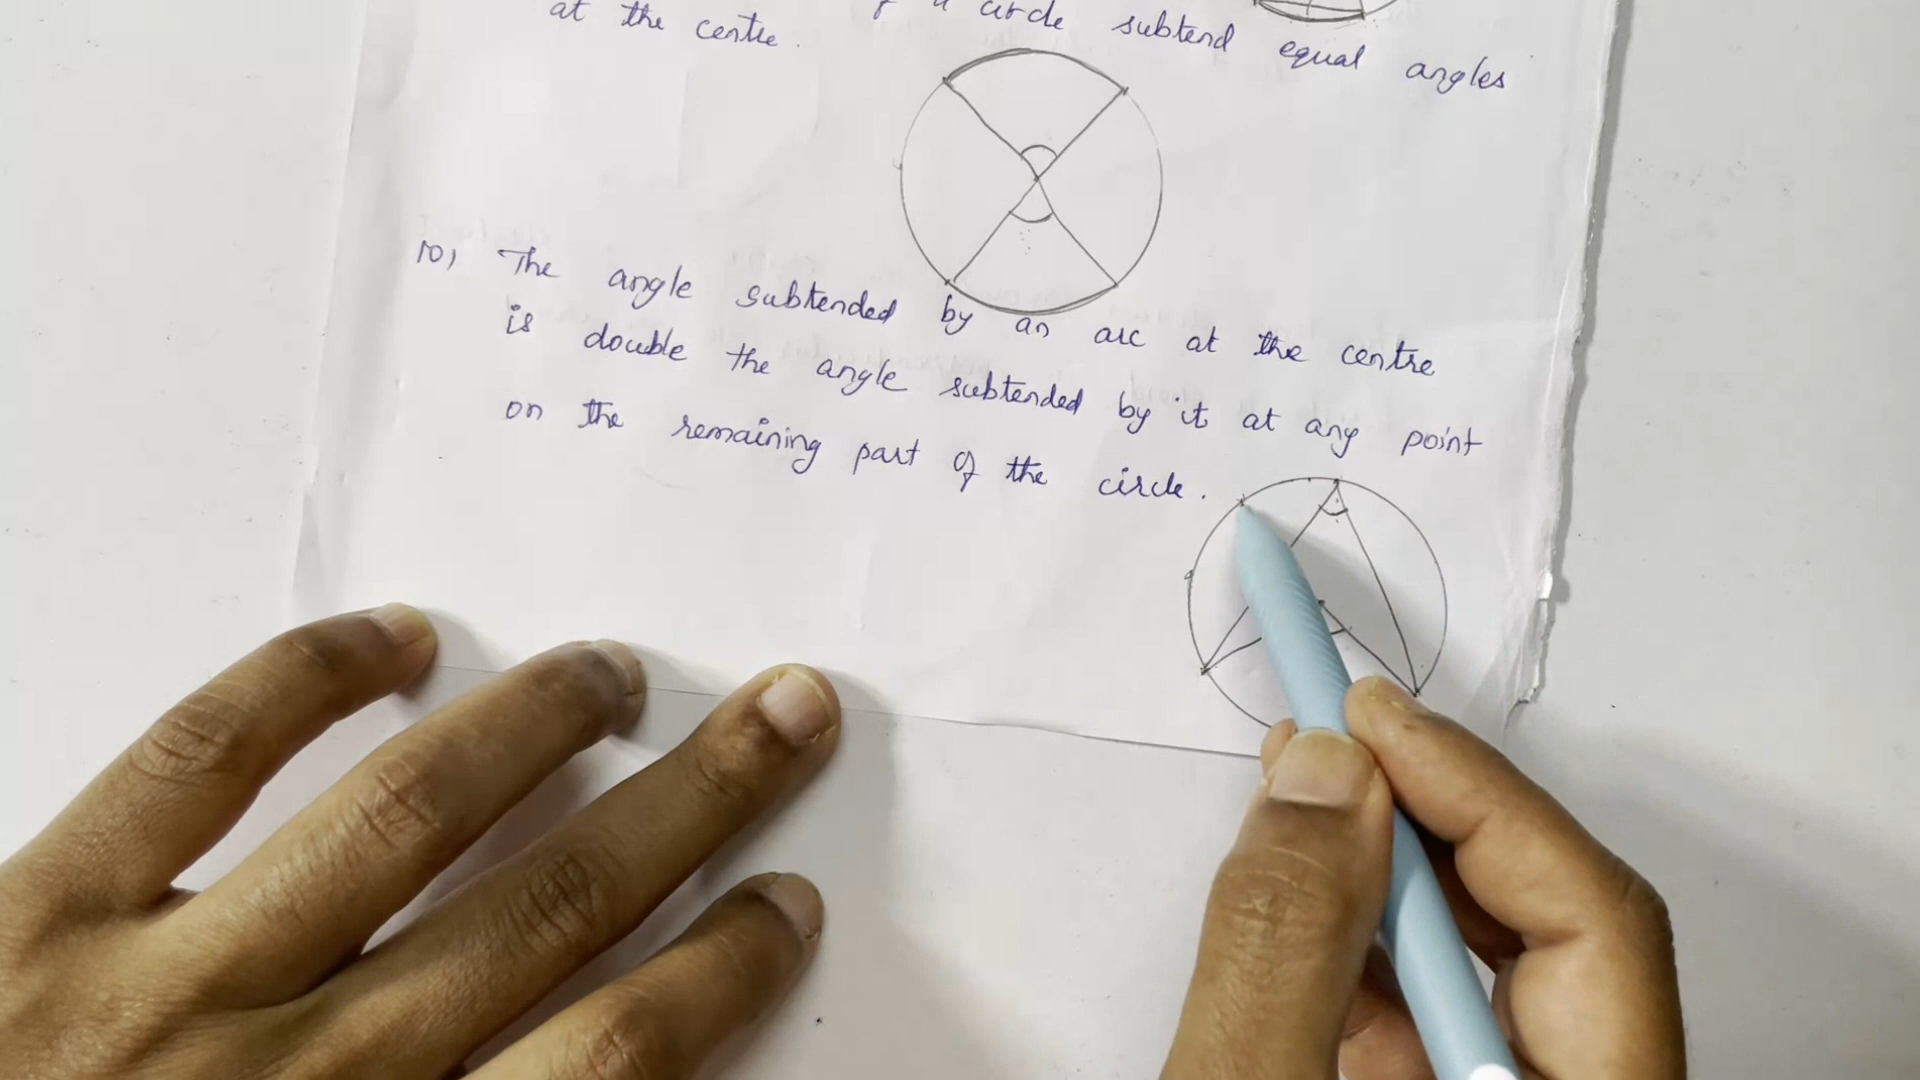 a circle subtend equal angles
at the centre.
10) The angle subtended by an arc at the centre
is double the angle subtended by it at any point
on the remaining part of the circle.